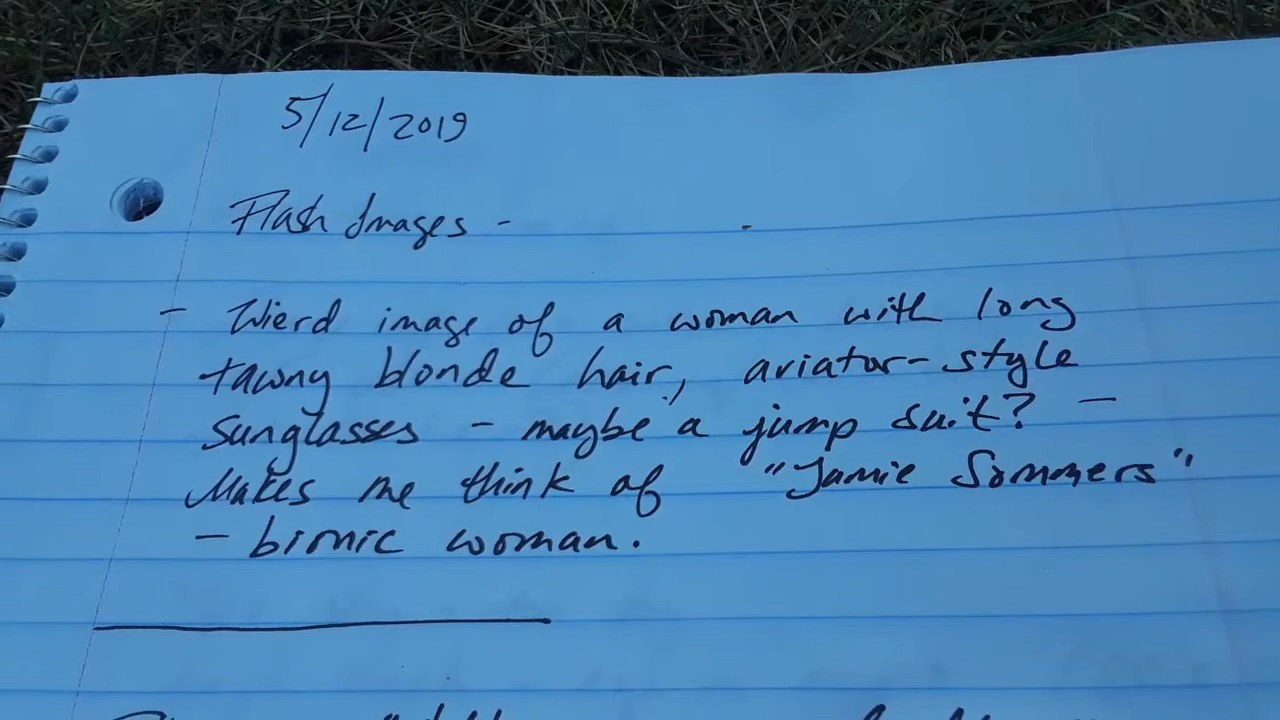 5/12/2019
Flash Images -
- Wierd image of a woman with long
tawny blonde hair, aviator-style
sunglasses - maybe a jump suit? -
Makes me think of "Jamie Sommers"
- bionic woman.